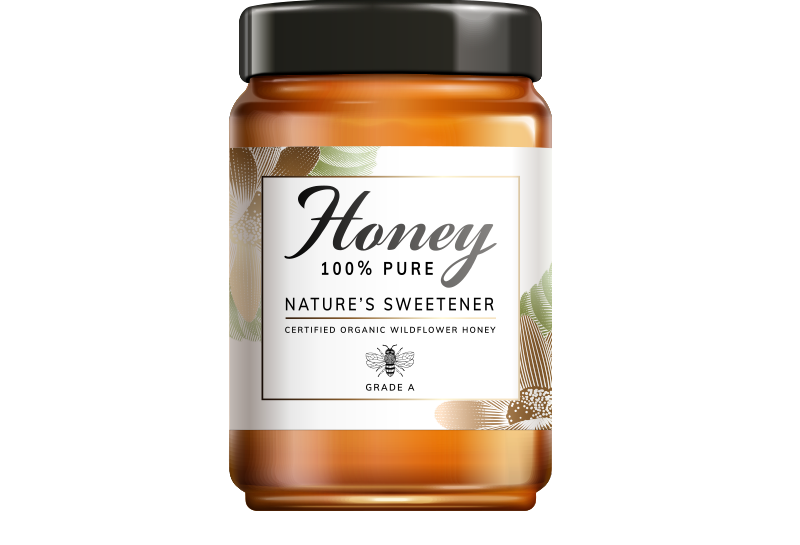 Honey
100% PURE
NATURE'S SWEETENER
CERTIFIED ORGANIC WILDFLOWER HONEY
GRADE A